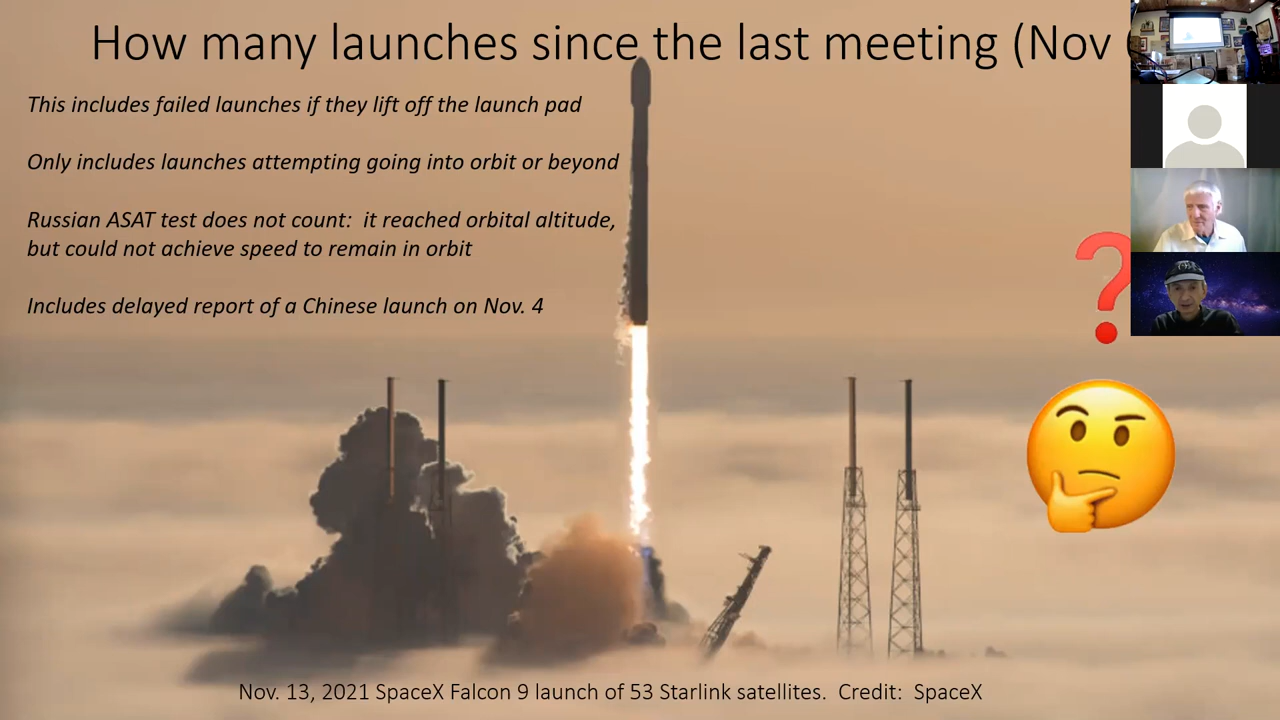 How many launches since the last meeting (Nov
This includes failed launches if they lift off the launch pad
Only includes launches attempting going into orbit or beyond
Russian ASAT test does not count:  it reached orbital altitude,
but could not achieve speed to remain in orbit
Includes delayed report of a Chinese launch on Nov. 4
Nov. 13, 2021 SpaceX Falcon 9 launch of 53 Starlink satellites.  Credit:  SpaceX